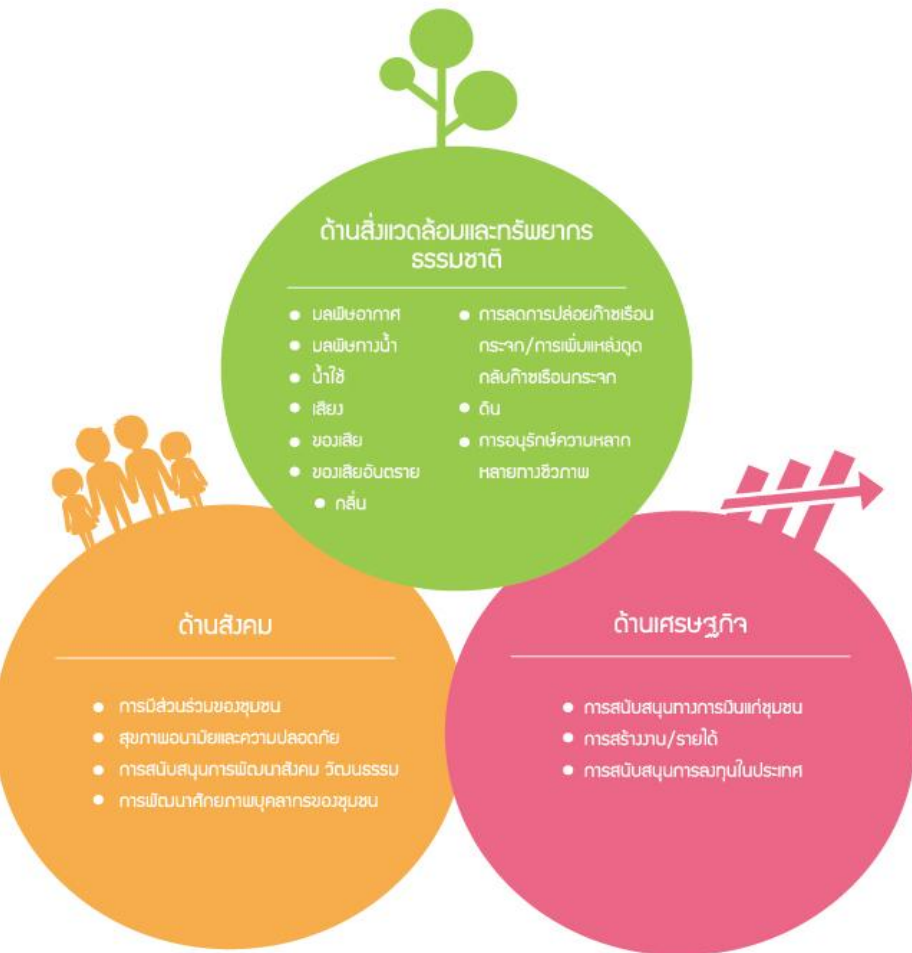 ด้านสิ่งแวดล้อมและทรัพยากร
ธรรมชาติ
● มลพิษอากาศ
● มลพิษทางน้ำ
● น้ำใช้
● เสียง
● ของเสีย
● ของเสียอันตราย
● กลิ่น
● การลดการปล่อยก๊าซเรือน
กระจก/การเพิ่มแหล่งดูด
กลับก๊าซเรือนกระจก
● ดิน
● การอนุรักษ์ความหลาก
หลายทางชีวภาพ
ด้านสังคม
● การมีส่วนร่วมของชุมชน
● สุขภาพอนามัยและความปลอดภัย
● การสนับสนุนการพัฒนาสังคม วัฒนธรรม
● การพัฒนาศักยภาพบุคลากรของชุมชน
ด้านเศรษฐกิจ
● การสนับสนุนทางการเงินแก่ชุมชน
● การสร้างงาน/รายได้
● การสนับสนุนการลงทุนในประเทศ